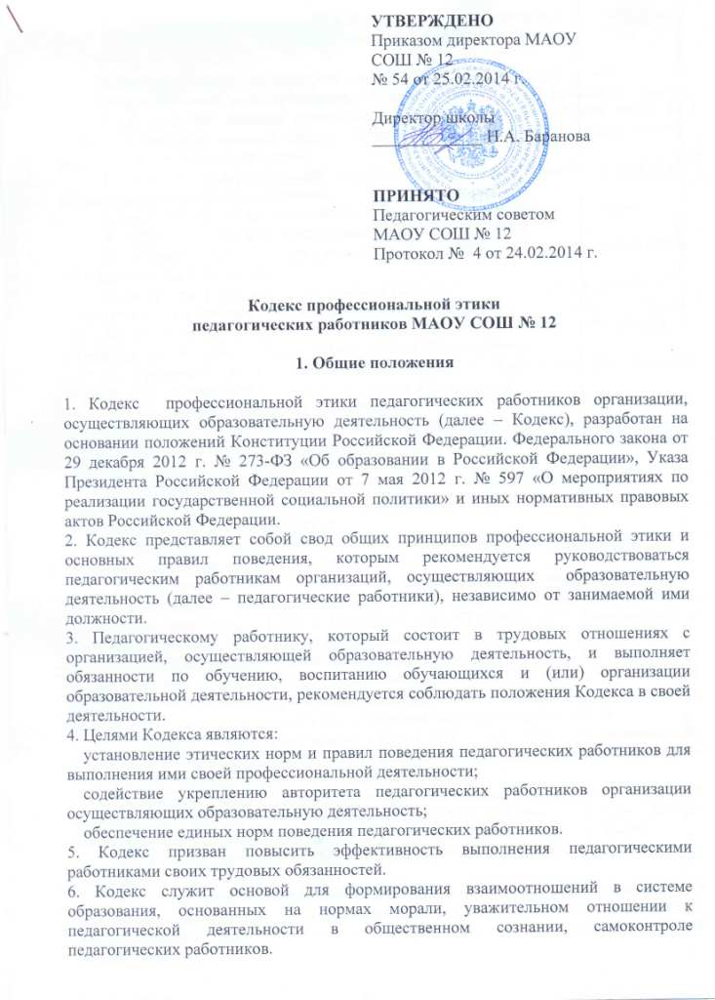 УТВЕРЖДЕНО
Приказом директора МАОУ
СОШ № 12
№ 54 от 25.02.2014 г.
Директор школы
Н.А. Баранова
ПРИНЯТО
Педагогическим советом
МАОУ СОШ № 12
Протокол № 4 от 24.02.2014 г.
Кодекс профессиональной этики
педагогических работников МАОУ СОШ № 12
1. Общие положения
1. Кодекс профессиональной этики педагогических работников организации,
осуществляющих образовательную деятельность (далее – Кодекс), разработан на
основании положений Конституции Российской Федерации. Федерального закона от
29 декабря 2012 г. № 273-ФЗ «Об образовании в Российской Федерации», Указа
Президента Российской Федерации от 7 мая 2012 г. № 597 «О мероприятиях по
реализации государственной социальной политики» и иных нормативных правовых
актов Российской Федерации.
2. Кодекс представляет собой свод общих принципов профессиональной этики и
основных правил поведения, которым рекомендуется руководствоваться
педагогическим работникам организаций, осуществляющих образовательную
деятельность (далее – педагогические работники), независимо от занимаемой ими
должности.
3. Педагогическому работнику, который состоит в трудовых отношениях с
организацией, осуществляющей образовательную деятельность, и выполняет
обязанности по обучению, воспитанию обучающихся и (или) организации
образовательной деятельности, рекомендуется соблюдать положения Кодекса в своей
деятельности.
4. Целями Кодекса являются:
установление этических норм и правил поведения педагогических работников для
выполнения ими своей профессиональной деятельности;
содействие укреплению авторитета педагогических работников организации
осуществляющих образовательную деятельность;
обеспечение единых норм поведения педагогических работников.
5. Кодекс призван повысить эффективность выполнения педагогическими
работниками своих трудовых обязанностей.
6. Кодекс служит основой для формирования взаимоотношений в системе
образования, основанных на нормах морали, уважительном отношении к
педагогической деятельности в общественном сознании, самоконтроле
педагогических работников.